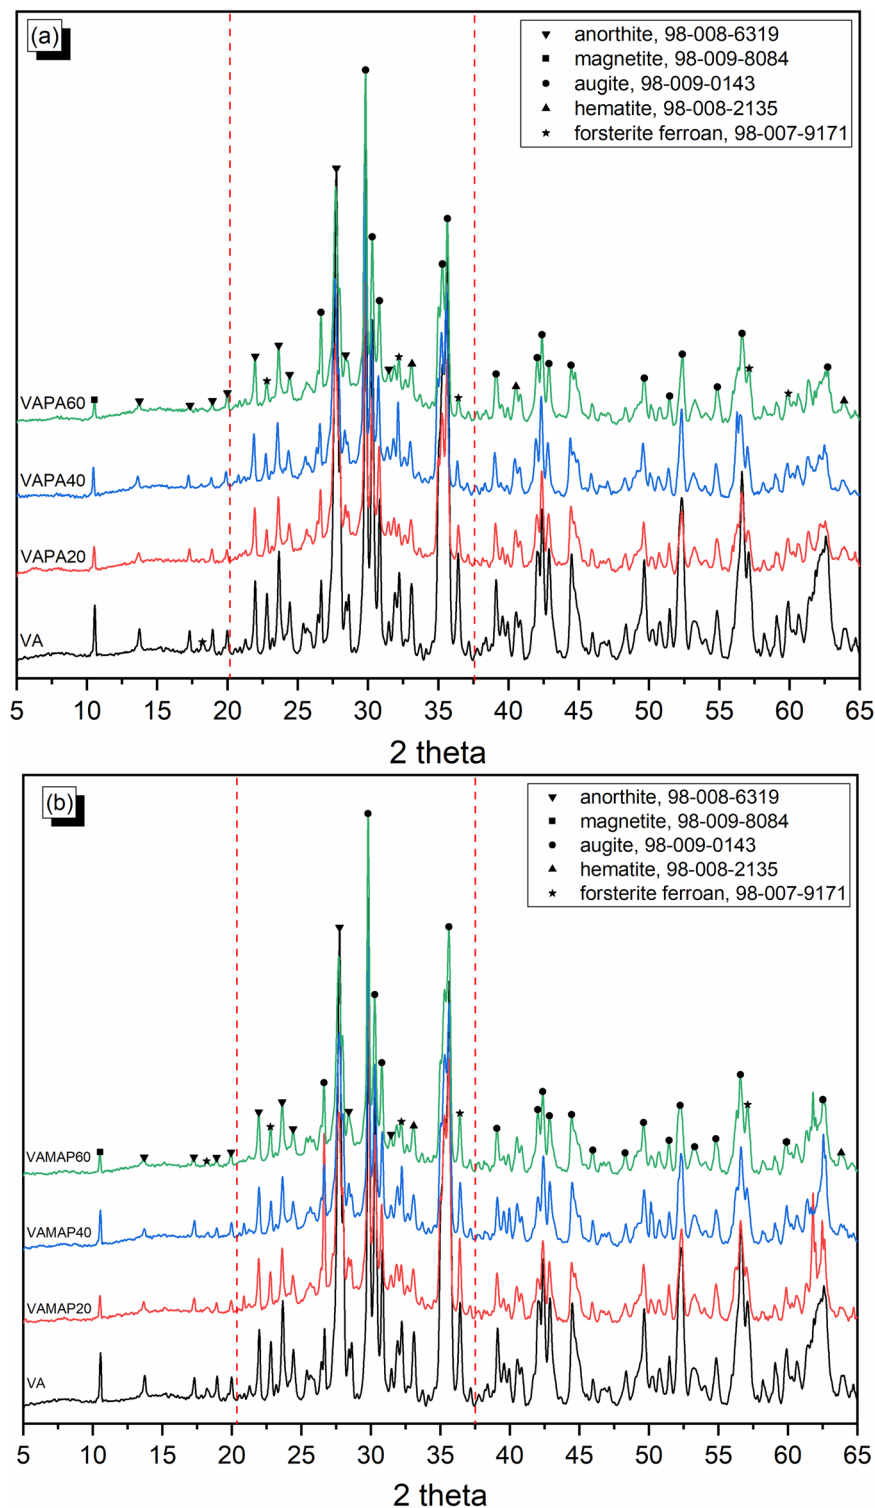 (a)
▼ anorthite, 98-008-6319
■ magnetite, 98-009-8084
● augite, 98-009-0143
▲ hematite, 98-008-2135
★ forsterite ferroan, 98-007-9171
VAPA60
VAPA40
VAPA20
VA
5 10 15 20 25 30 35 40 45 50 55 60 65
2 theta
(b)
▼ anorthite, 98-008-6319
■ magnetite, 98-009-8084
● augite, 98-009-0143
▲ hematite, 98-008-2135
★ forsterite ferroan, 98-007-9171
VAMAP60
VAMAP40
VAMAP20
VA
5 10 15 20 25 30 35 40 45 50 55 60 65
2 theta